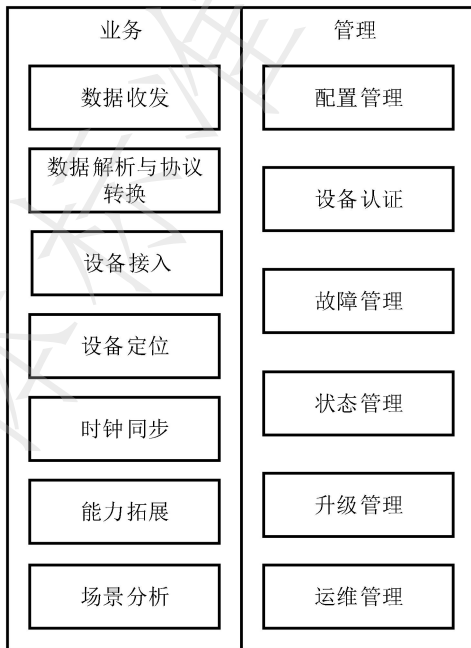 业务
数据收发
数据解析与协议
转换
设备接入
设备定位
时钟同步
能力拓展
场景分析
管理
配置管理
设备认证
故障管理
状态管理
升级管理
运维管理